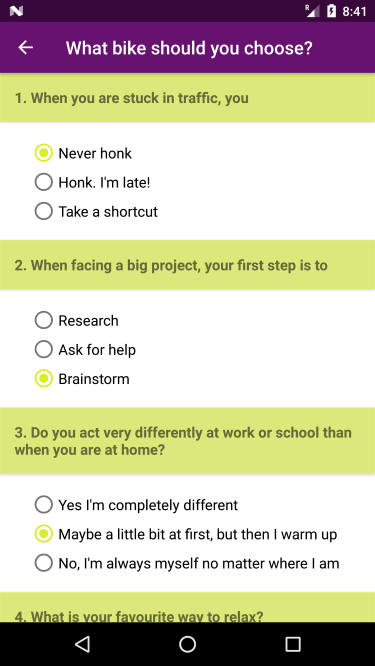 R 8:41
What bike should you choose?
1. When you are stuck in traffic, you
Never honk
Honk. I'm late!
Take a shortcut
2. When facing a big project, your first step is to
Research
Ask for help
Brainstorm
3. Do you act very differently at work or school than
when you are at home?
Yes I'm completely different
Maybe a little bit at first, but then I warm up
No, I'm always myself no matter where I am
4. What is your favourite way to relax?